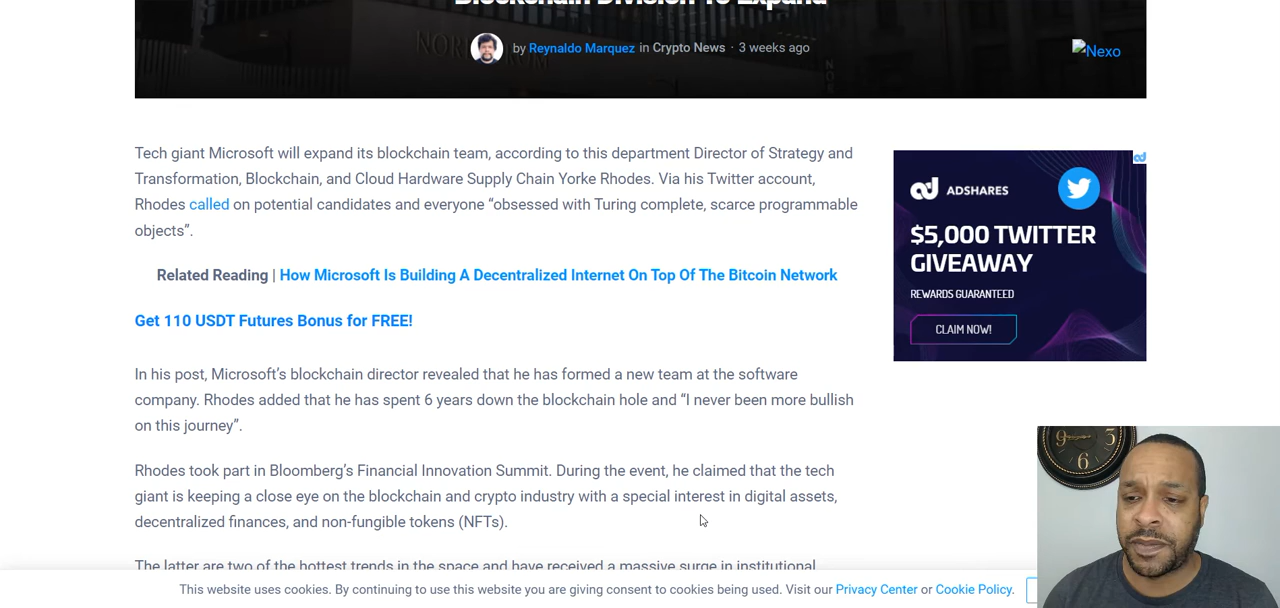 Blockchain Division To Expand
NORDSTROM
by Reynaldo Marquez in Crypto News · 3 weeks ago
Nexo
Tech giant Microsoft will expand its blockchain team, according to this department Director of Strategy and
Transformation, Blockchain, and Cloud Hardware Supply Chain Yorke Rhodes. Via his Twitter account,
Rhodes called on potential candidates and everyone “obsessed with Turing complete, scarce programmable
objects”.
Related Reading | How Microsoft Is Building A Decentralized Internet On Top Of The Bitcoin Network
Get 110 USDT Futures Bonus for FREE!
In his post, Microsoft’s blockchain director revealed that he has formed a new team at the software
company. Rhodes added that he has spent 6 years down the blockchain hole and “I never been more bullish
on this journey”.
Rhodes took part in Bloomberg’s Financial Innovation Summit. During the event, he claimed that the tech
giant is keeping a close eye on the blockchain and crypto industry with a special interest in digital assets,
decentralized finances, and non-fungible tokens (NFTs).
The latter are two of the hottest trends in the space and have received a massive surge in institutional
ADSHARES
$5,000 TWITTER
GIVEAWAY
REWARDS GUARANTEED
CLAIM NOW!
9 3
6
This website uses cookies. By continuing to use this website you are giving consent to cookies being used. Visit our Privacy Center or Cookie Policy.